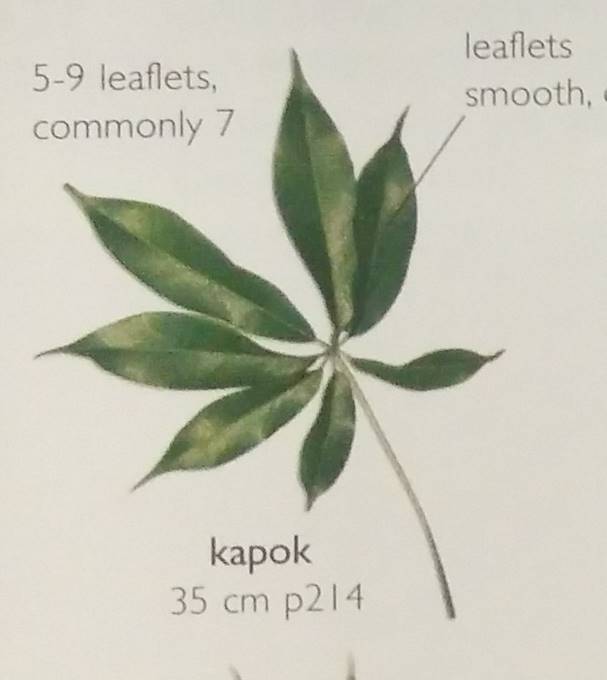 5-9 leaflets,
commonly 7
leaflets
smooth,
kapok
35 cm p214